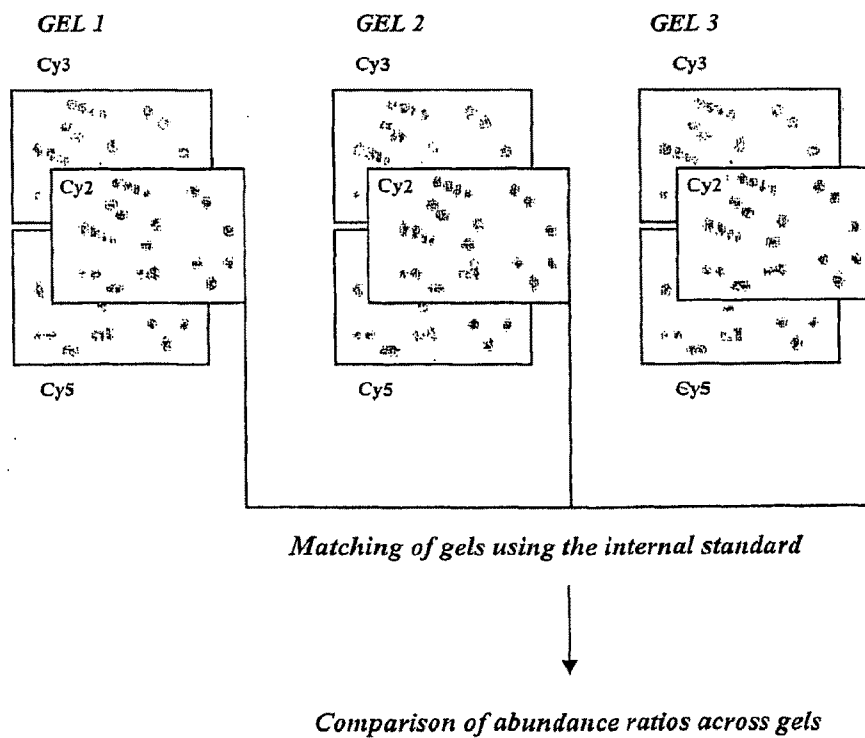 GEL 1 GEL 2 GEL 3
Cy3 Cy3 Cy3
Cy2 Cy2 Cy2
Cy5 Cy5 Cy5
Matching of gels using the internal standard
Comparison of abundance ratios across gels